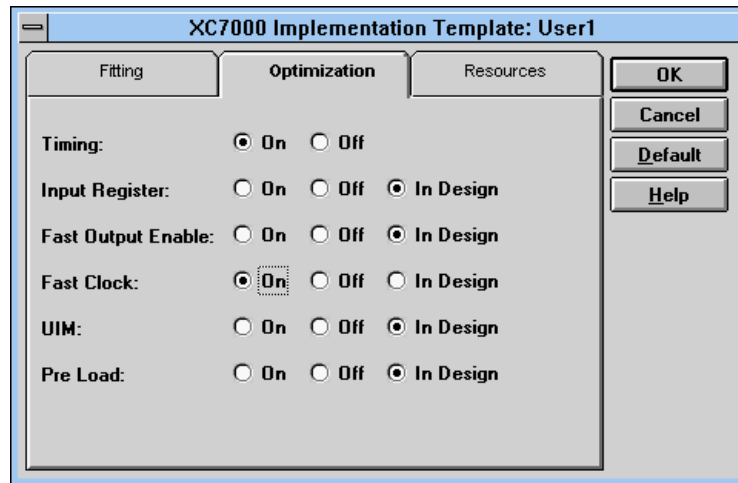 XC7000 Implementation Template: User1
Fitting Optimization Resources
OK
Cancel
Default
Help
Timing: On Off
Input Register: On Off In Design
Fast Output Enable: On Off In Design
Fast Clock: On Off In Design
UIM: On Off In Design
Pre Load: On Off In Design